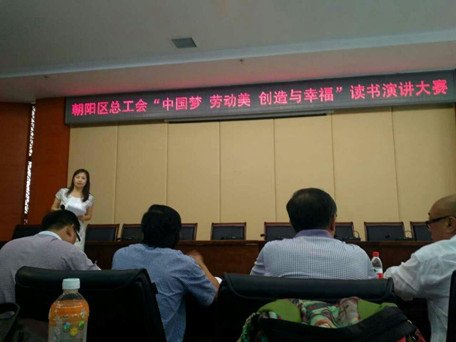 朝阳区总工会“中国梦 劳动美 创造与幸福”读书演讲大赛